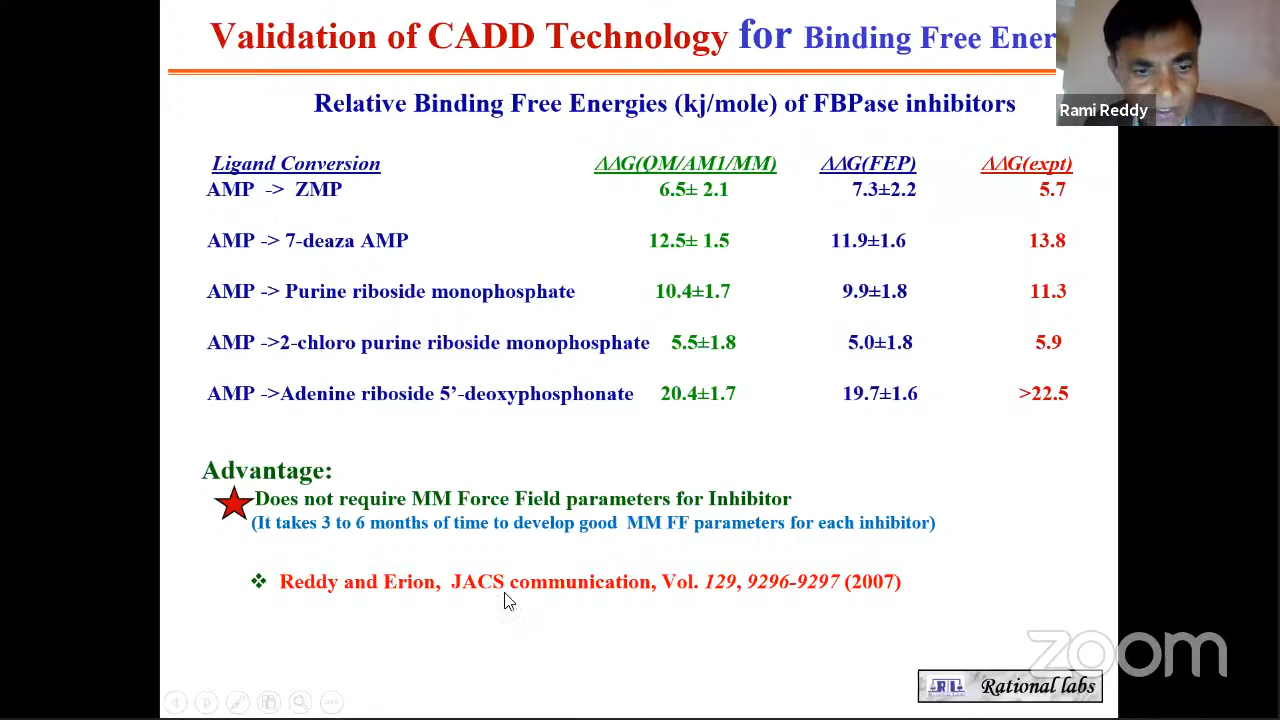 Validation of CADD Technology for Binding Free Ener
Rami Reddy
Relative Binding Free Energies (kj/mole) of FBPase inhibitors
Ligand Conversion ΔΔG(QM/AM1/MM) ΔΔG(FEP) ΔΔG(expt)
AMP -> ZMP 6.5± 2.1 7.3±2.2 5.7
AMP -> 7-deaza AMP 12.5± 1.5 11.9±1.6 13.8
AMP -> Purine riboside monophosphate 10.4±1.7 9.9±1.8 11.3
AMP ->2-chloro purine riboside monophosphate 5.5±1.8 5.0±1.8 5.9
AMP ->Adenine riboside 5’-deoxyphosphonate 20.4±1.7 19.7±1.6 >22.5
Advantage:
Does not require MM Force Field parameters for Inhibitor
(It takes 3 to 6 months of time to develop good MM FF parameters for each inhibitor)
❖ Reddy and Erion, JACS communication, Vol. 129, 9296-9297 (2007)
zoom
Rational labs